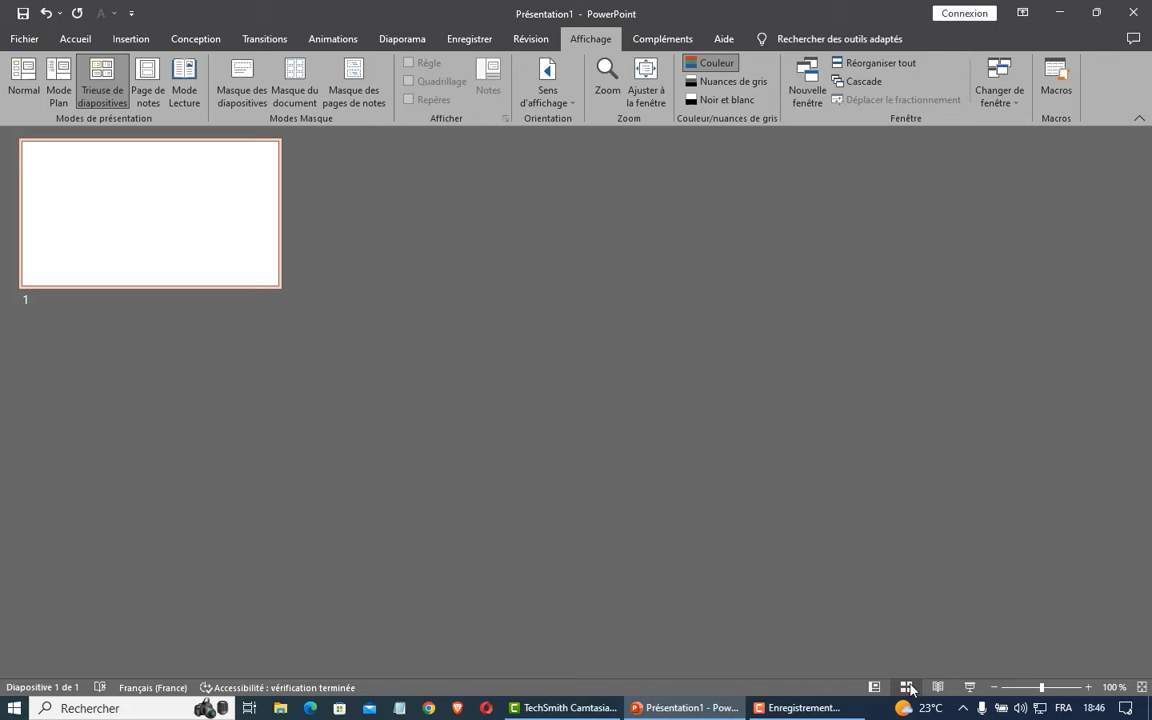 Présentation1 - PowerPoint
Connexion
Fichier Accueil Insertion Conception Transitions Animations Diaporama Enregistrer Révision Affichage Compléments Aide Rechercher des outils adaptés
Normal
Mode Plan
Trieuse de diapositives
Page de notes
Mode Lecture
Modes de présentation
Masque des diapositives
Masque du document
Masque des pages de notes
Modes Masque
Règle
Quadrillage
Repères
Notes
Afficher
Sens d'affichage
Orientation
Zoom
Ajuster à la fenêtre
Zoom
Couleur
Nuances de gris
Noir et blanc
Couleur/nuances de gris
Nouvelle fenêtre
Réorganiser tout
Cascade
Déplacer le fractionnement
Changer de fenêtre
Fenêtre
Macros
Macros
1
Diapositive 1 de 1 Français (France) Accessibilité : vérification terminée 100 %
Rechercher TechSmith Camtasia... Présentation1 - Pow... Enregistrement... 23°C FRA 18:46